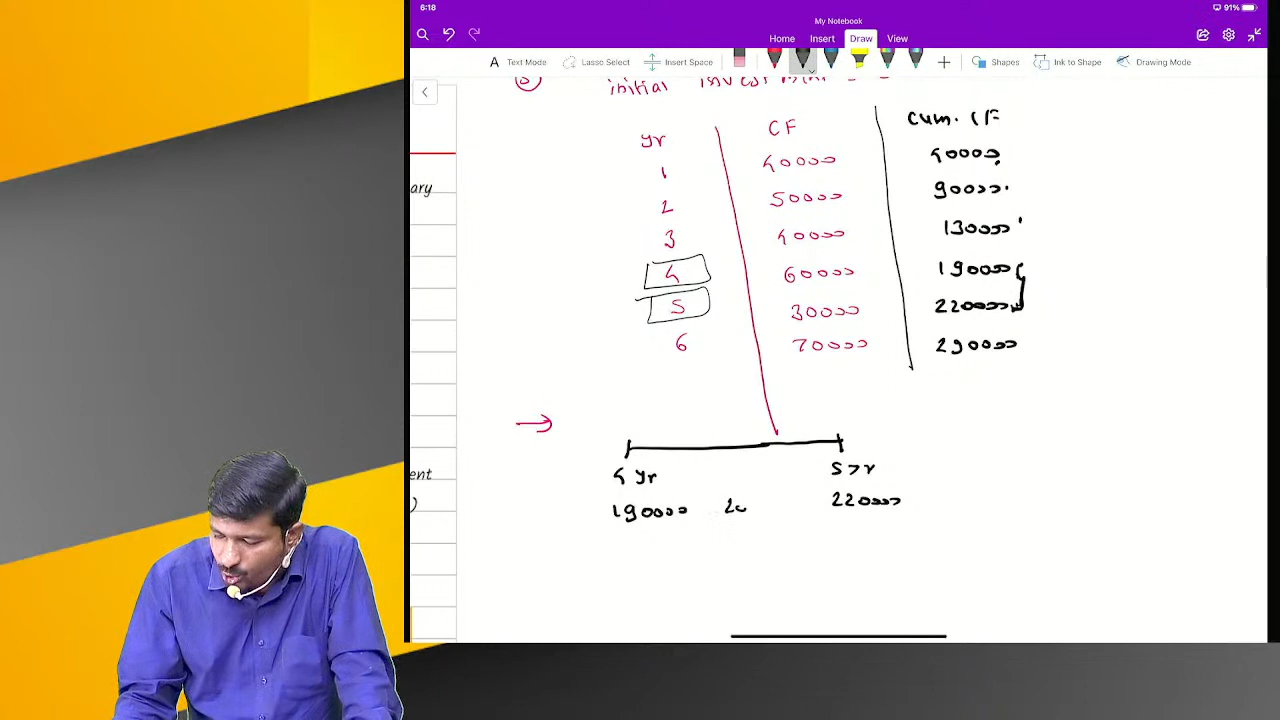 6:18
91%
My Notebook
Home Insert Draw View
Text Mode Lasso Select Insert Space Shapes Ink to Shape Drawing Mode
initial
ary
ent
yr CF Cum. CF
1 40000 40000
2 50000 90000
3 40000 130000
4 60000 190000
5 30000 220000
6 70000 290000
4 yr 5 yr
190000 20 220000